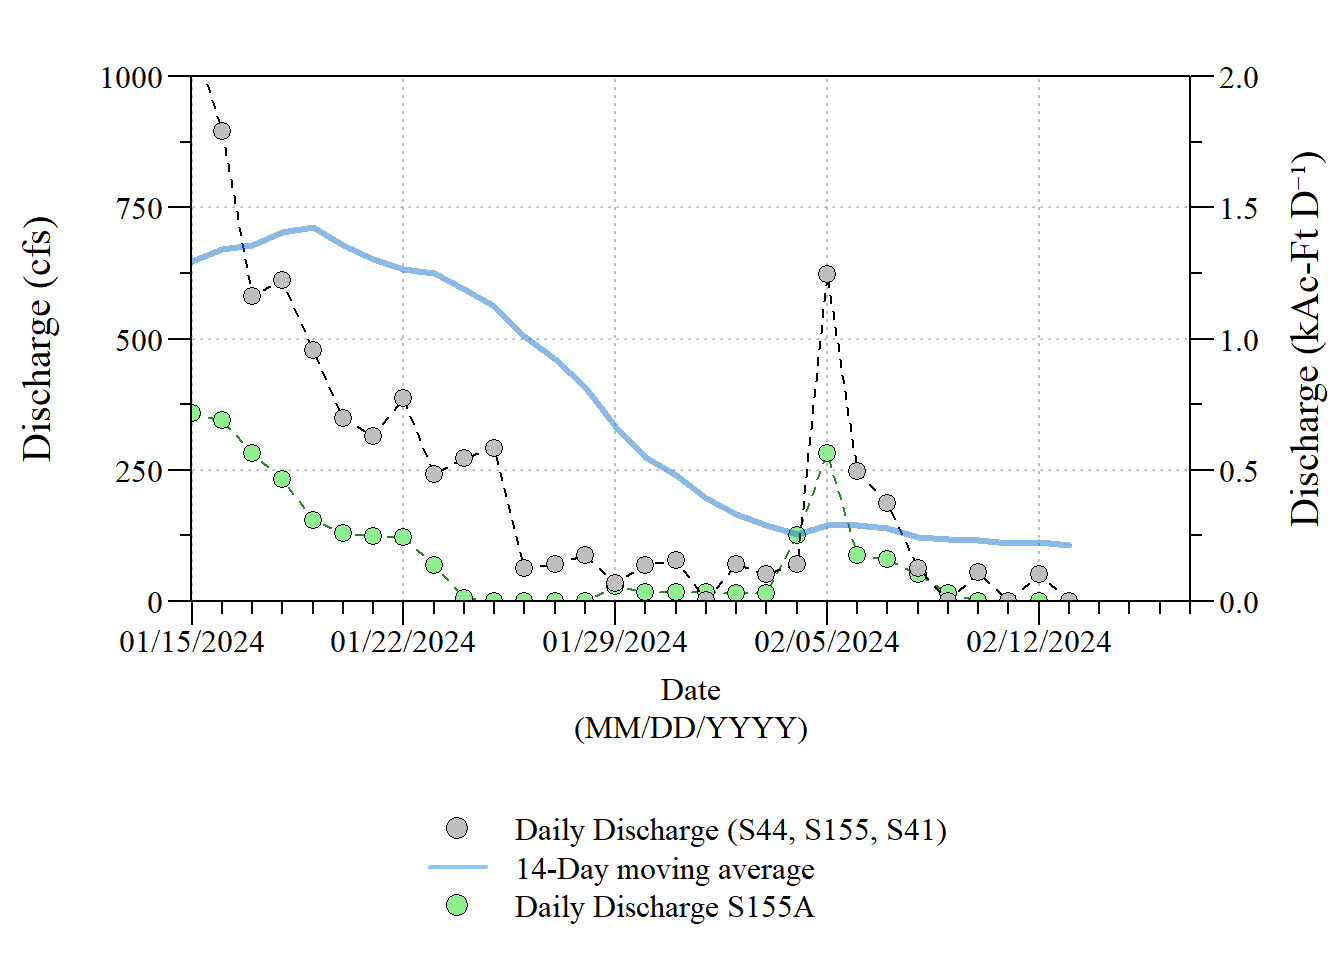 1000
750
500
250
0
Discharge (cfs)
2.0
1.5
1.0
0.5
0.0
Discharge (kAc-Ft D⁻¹)
01/15/2024
01/22/2024
01/29/2024
02/05/2024
02/12/2024
Date
(MM/DD/YYYY)
Daily Discharge (S44, S155, S41)
14-Day moving average
Daily Discharge S155A